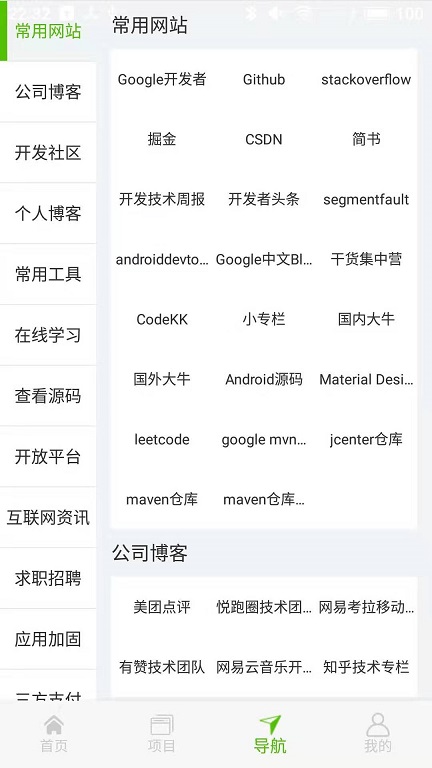 100
常用网站
公司博客
开发社区
个人博客
常用工具
在线学习
查看源码
开放平台
互联网资讯
求职招聘
应用加固
三方支付
常用网站
Google开发者 Github stackoverflow
掘金 CSDN 简书
开发技术周报 开发者头条 segmentfault
androiddevto… Google中文Bl… 干货集中营
CodeKK 小专栏 国内大牛
国外大牛 Android源码 Material Desi…
leetcode google mvn… jcenter仓库
maven仓库 maven仓库…
公司博客
美团点评 悦跑圈技术团… 网易考拉移动…
有赞技术团队 网易云音乐开… 知乎技术专栏
首页 项目 导航 我的